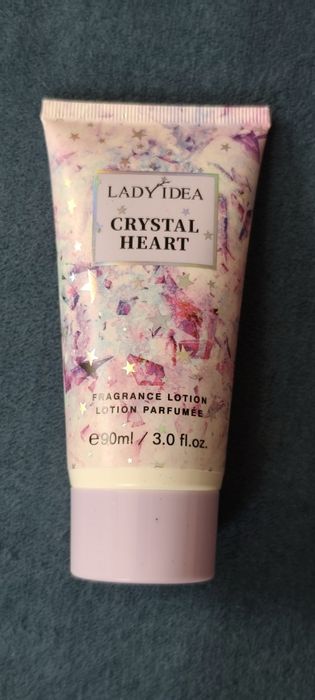 LADY IDEA
CRYSTAL
HEART
FRAGRANCE LOTION
LOTION PARFUMÉE
℮90ml / 3.0 fl.oz.